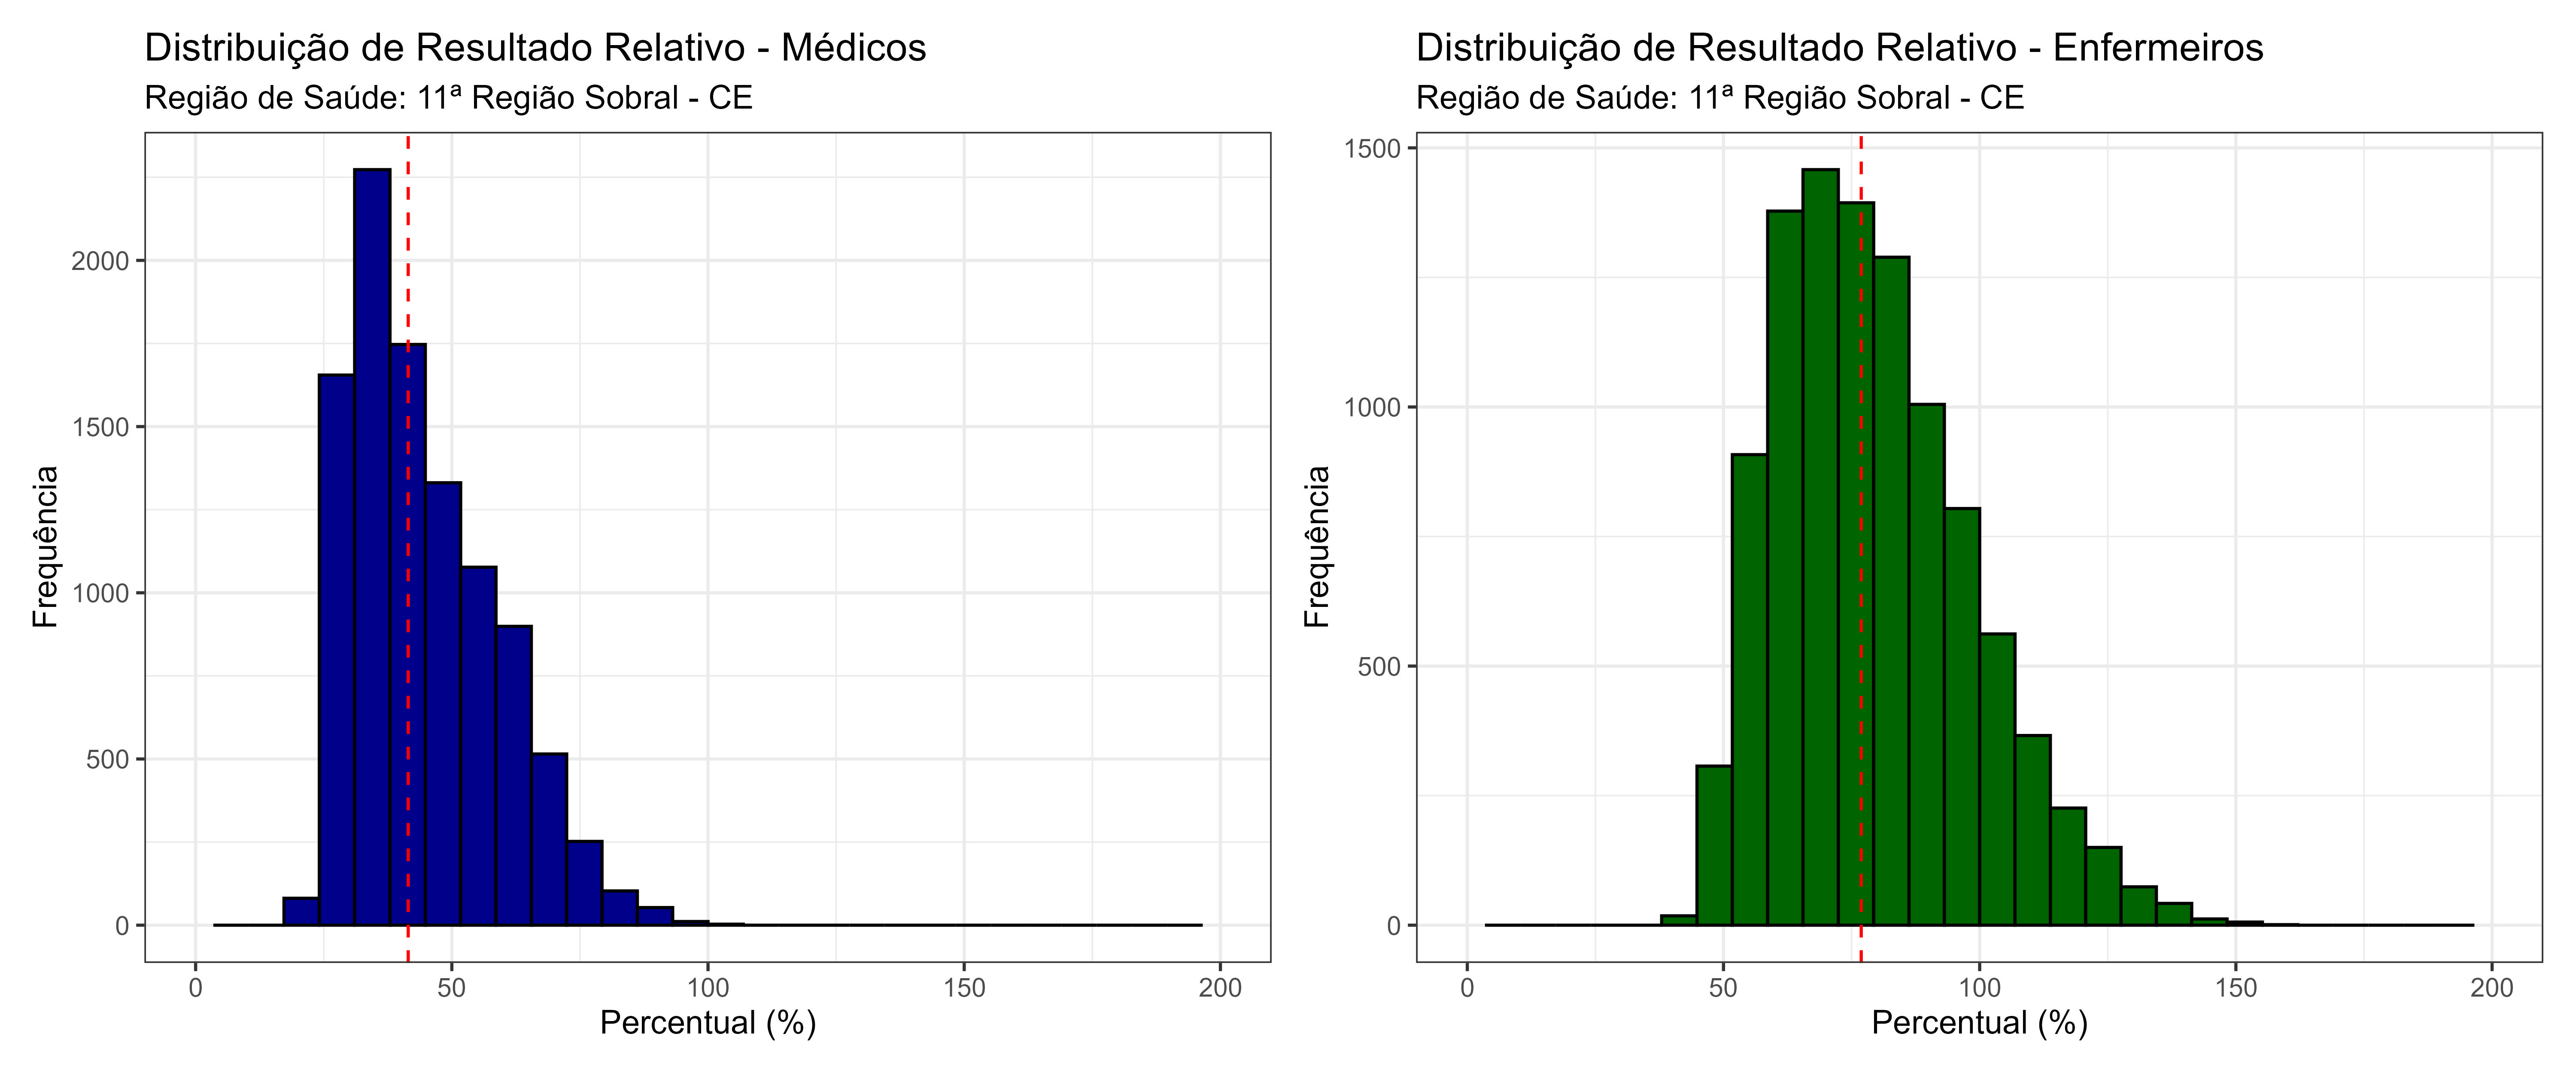 Distribuição de Resultado Relativo - Médicos
Região de Saúde: 11ª Região Sobral - CE
Frequência
2000
1500
1000
500
0
0 50 100 150 200
Percentual (%)
Distribuição de Resultado Relativo - Enfermeiros
Região de Saúde: 11ª Região Sobral - CE
Frequência
1500
1000
500
0
0 50 100 150 200
Percentual (%)